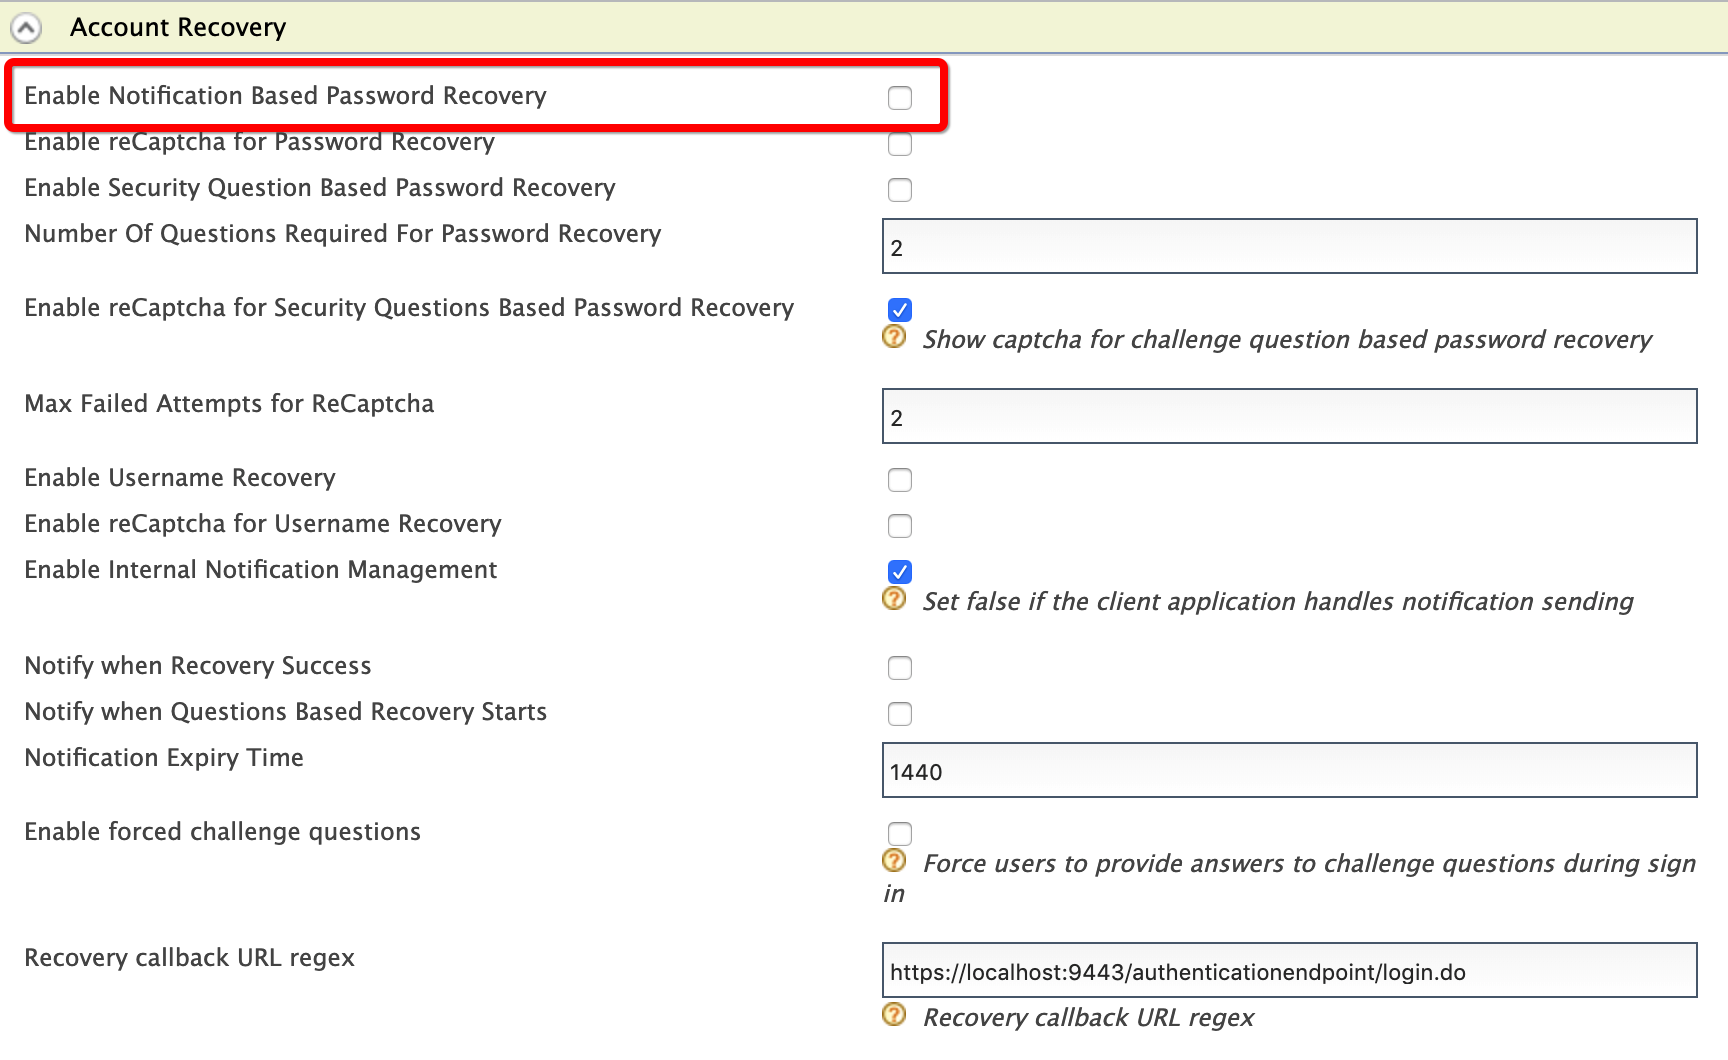 Account Recovery
Enable Notification Based Password Recovery
Enable reCaptcha for Password Recovery
Enable Security Question Based Password Recovery
Number Of Questions Required For Password Recovery
2
Enable reCaptcha for Security Questions Based Password Recovery
Show captcha for challenge question based password recovery
Max Failed Attempts for ReCaptcha
2
Enable Username Recovery
Enable reCaptcha for Username Recovery
Enable Internal Notification Management
Set false if the client application handles notification sending
Notify when Recovery Success
Notify when Questions Based Recovery Starts
Notification Expiry Time
1440
Enable forced challenge questions
Force users to provide answers to challenge questions during sign
in
Recovery callback URL regex
https://localhost:9443/authenticationendpoint/login.do
Recovery callback URL regex